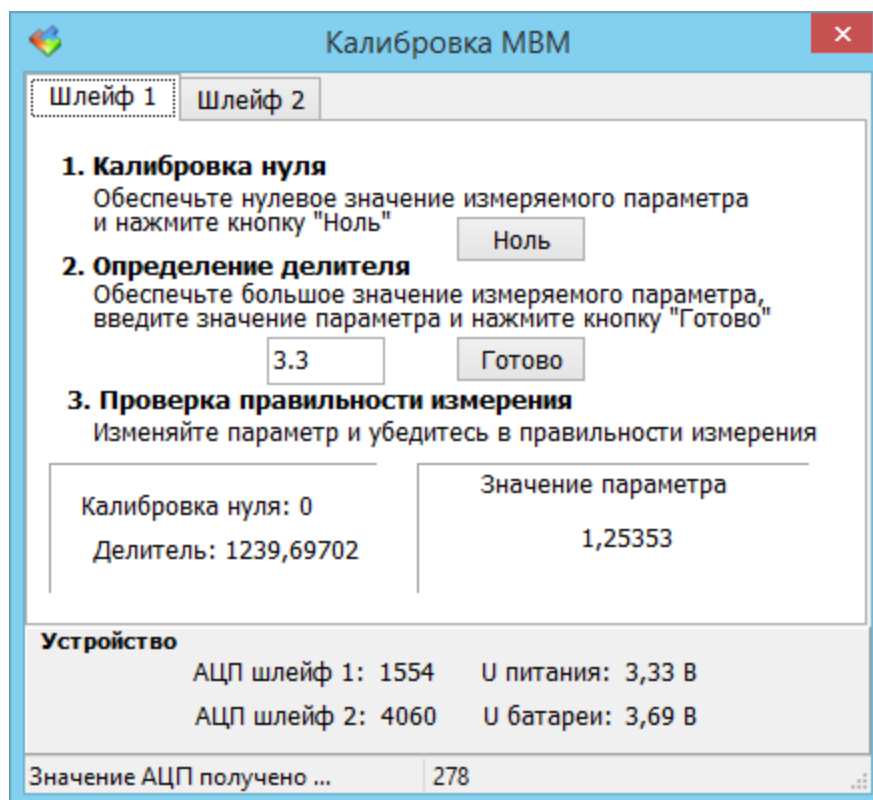 Калибровка МВМ
Шлейф 1
Шлейф 2
1. Калибровка нуля
Обеспечьте нулевое значение измеряемого параметра
и нажмите кнопку "Ноль"
Ноль
2. Определение делителя
Обеспечьте большое значение измеряемого параметра,
введите значение параметра и нажмите кнопку "Готово"
3.3
Готово
3. Проверка правильности измерения
Изменяйте параметр и убедитесь в правильности измерения
Калибровка нуля: 0
Делитель: 1239,69702
Значение параметра
1,25353
Устройство
АЦП шлейф 1: 1554
U питания: 3,33 В
АЦП шлейф 2: 4060
U батареи: 3,69 В
Значение АЦП получено ...
278